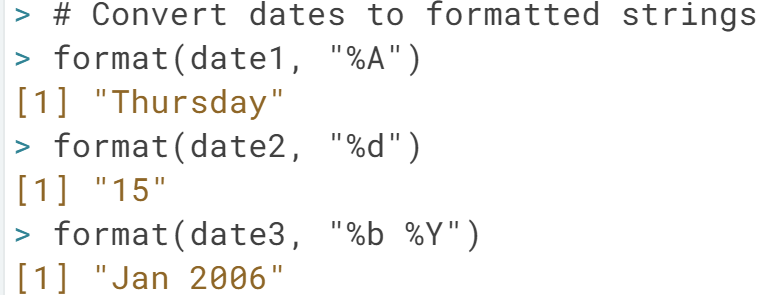 > # Convert dates to formatted strings
> format(date1, "%A")
[1] "Thursday"
> format(date2, "%d")
[1] "15"
> format(date3, "%b %Y")
[1] "Jan 2006"